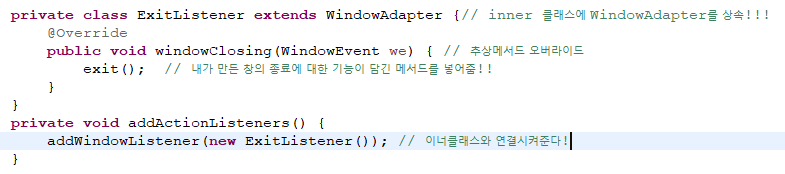 private class ExitListener extends WindowAdapter {// inner 클래스에 WindowAdapter를 상속!!!
@Override
public void windowClosing(WindowEvent we) { // 추상메서드 오버라이드
exit();  // 내가 만든 창의 종료에 대한 기능이 담긴 메서드를 넣어줌!!
}
}
private void addActionListeners() {
addWindowListener(new ExitListener()); // 이너클래스와 연결시켜준다!
}